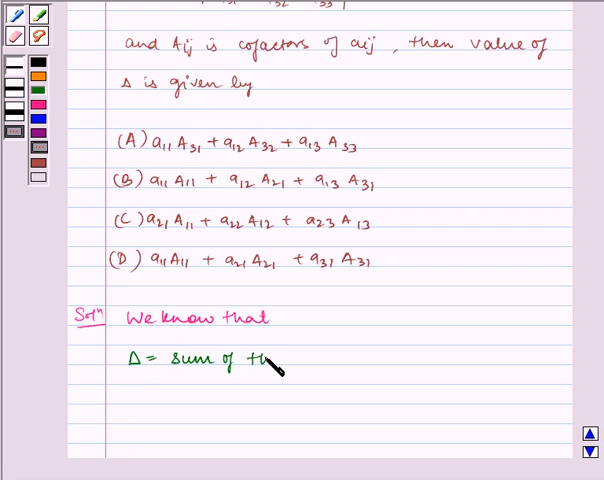 and Aij is cofactors of aij, then value of
Δ is given by
(A) a₁₁ A₃₁ + a₁₂ A₃₂ + a₁₃ A₃₃
(B) a₁₁ A₁₁ + a₁₂ A₂₁ + a₁₃ A₃₁
(C) a₂₁ A₁₁ + a₂₂ A₁₂ + a₂₃ A₁₃
(D) a₁₁ A₁₁ + a₂₁ A₂₁ + a₃₁ A₃₁
Solⁿ We know that
Δ = sum of th